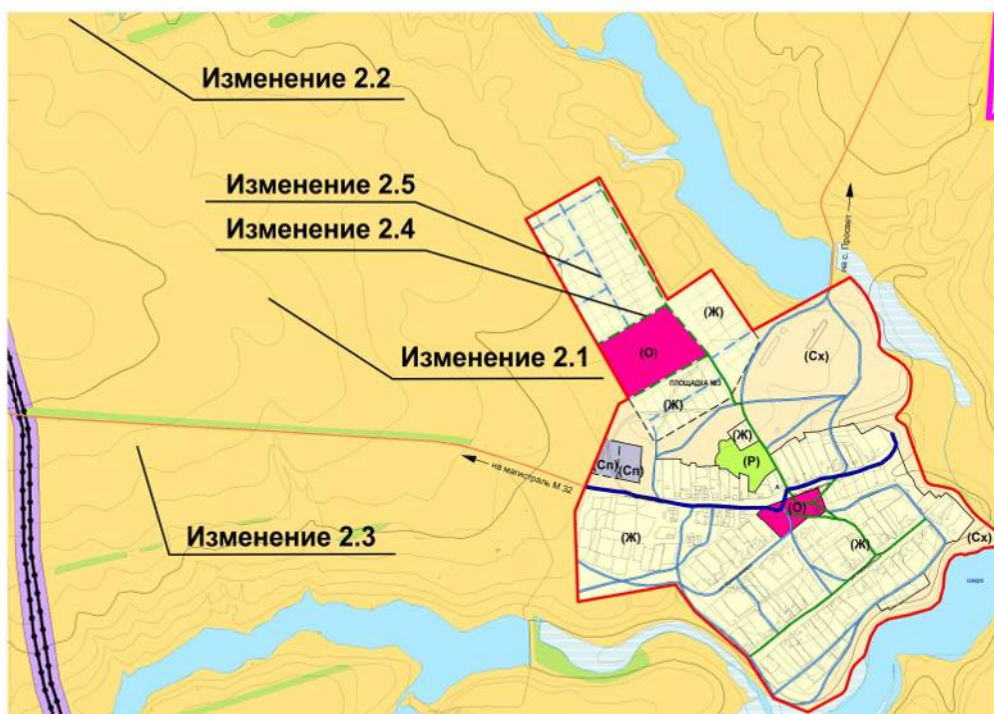 Изменение 2.2
Изменение 2.5
Изменение 2.4
Изменение 2.1
Изменение 2.3
на с. Просвет
(Ж)
(О)
(Сх)
ПЛОЩАДКА №3
(Ж)
(Ж)
(Р)
(Сп)
(Сп)
на магистраль М 32
(О)
(Ж)
(Ж)
(Сх)
озеро